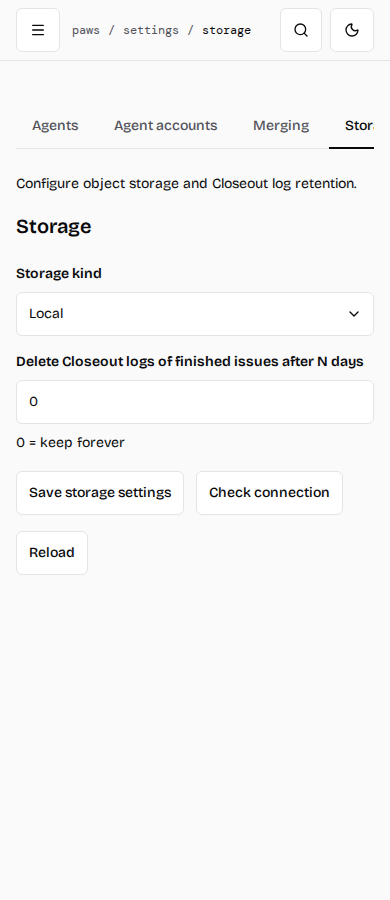 paws / settings / storage
Agents Agent accounts Merging Stor
Configure object storage and Closeout log retention.
Storage
Storage kind
Local
Delete Closeout logs of finished issues after N days
0
0 = keep forever
Save storage settings Check connection
Reload